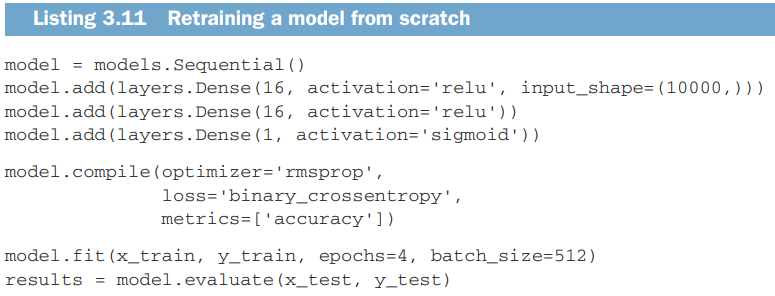 Listing 3.11 Retraining a model from scratch
model = models.Sequential()
model.add(layers.Dense(16, activation='relu', input_shape=(10000,)))
model.add(layers.Dense(16, activation='relu'))
model.add(layers.Dense(1, activation='sigmoid'))
model.compile(optimizer='rmsprop',
loss='binary_crossentropy',
metrics=['accuracy'])
model.fit(x_train, y_train, epochs=4, batch_size=512)
results = model.evaluate(x_test, y_test)